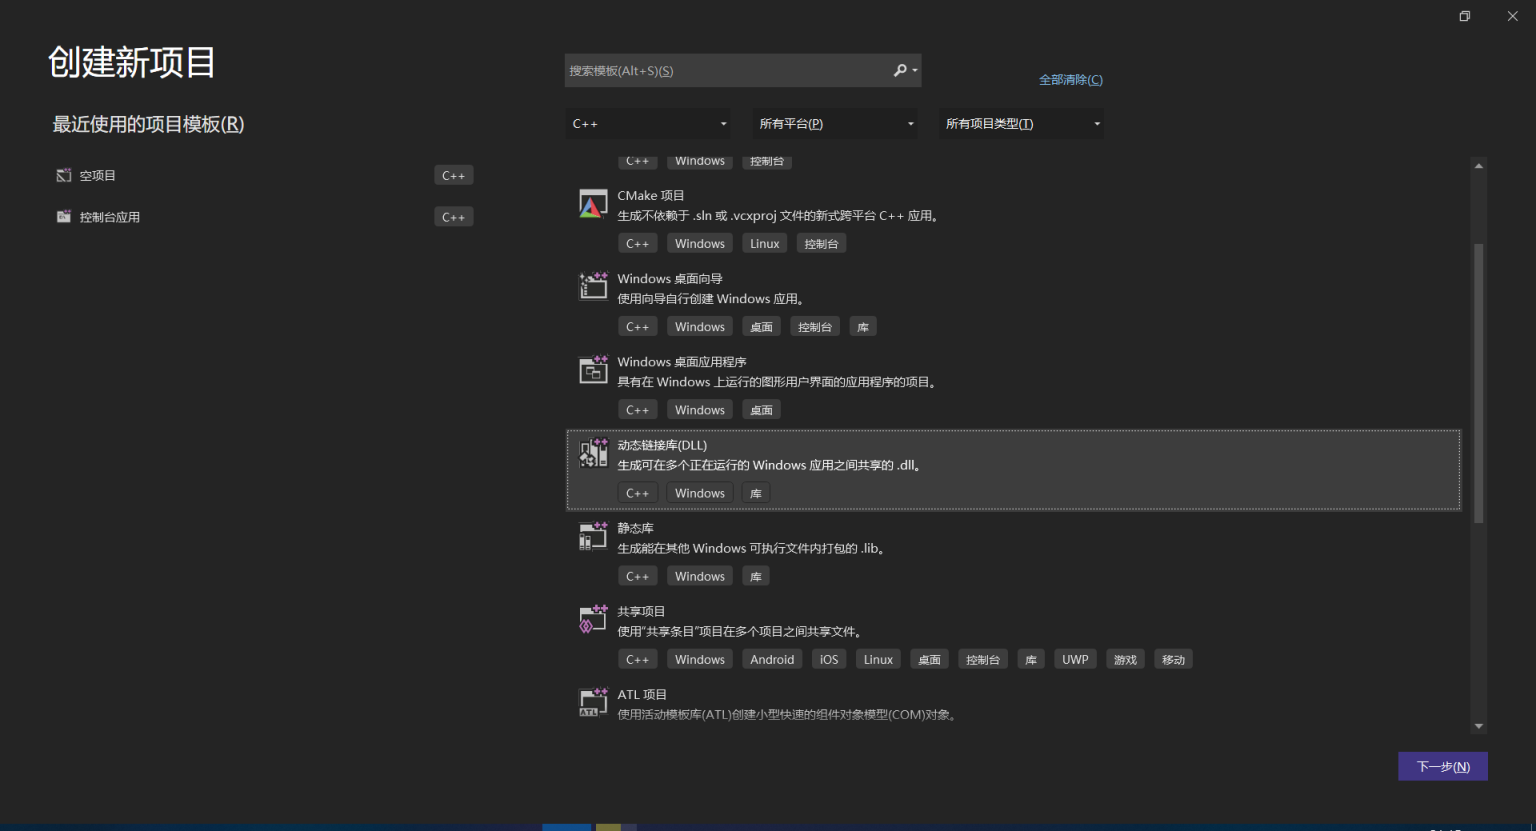 创建新项目
最近使用的项目模板(R)
空项目
C++
控制台应用
C++
搜索模板(Alt+S)(S)
全部清除(C)
C++
所有平台(P)
所有项目类型(T)
C++ Windows 控制台
CMake 项目
生成不依赖于 .sln 或 .vcxproj 文件的新式跨平台 C++ 应用。
C++ Windows Linux 控制台
Windows 桌面向导
使用向导自行创建 Windows 应用。
C++ Windows 桌面 控制台 库
Windows 桌面应用程序
具有在 Windows 上运行的图形用户界面的应用程序的项目。
C++ Windows 桌面
动态链接库(DLL)
生成可在多个正在运行的 Windows 应用之间共享的 .dll。
C++ Windows 库
静态库
生成能在其他 Windows 可执行文件内打包的 .lib。
C++ Windows 库
共享项目
使用"共享条目"项目在多个项目之间共享文件。
C++ Windows Android iOS Linux 桌面 控制台 库 UWP 游戏 移动
ATL
ATL 项目
使用活动模板库(ATL)创建小型快速的组件对象模型(COM)对象。
下一步(N)